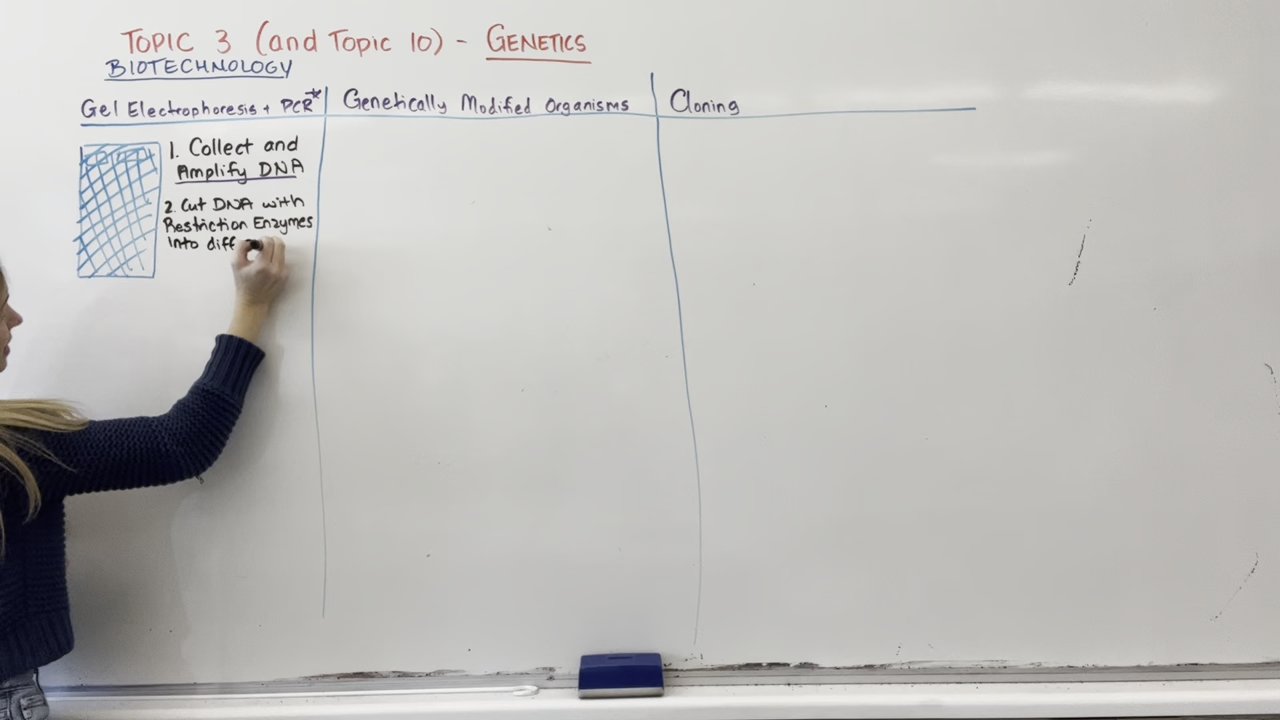 TOPIC 3 (and Topic 10) - GENETICS
BIOTECHNOLOGY
Gel Electrophoresis + PCR*
Genetically Modified Organisms
Cloning
1. Collect and
Amplify DNA
2. Cut DNA with
Restriction Enzymes
Into diff